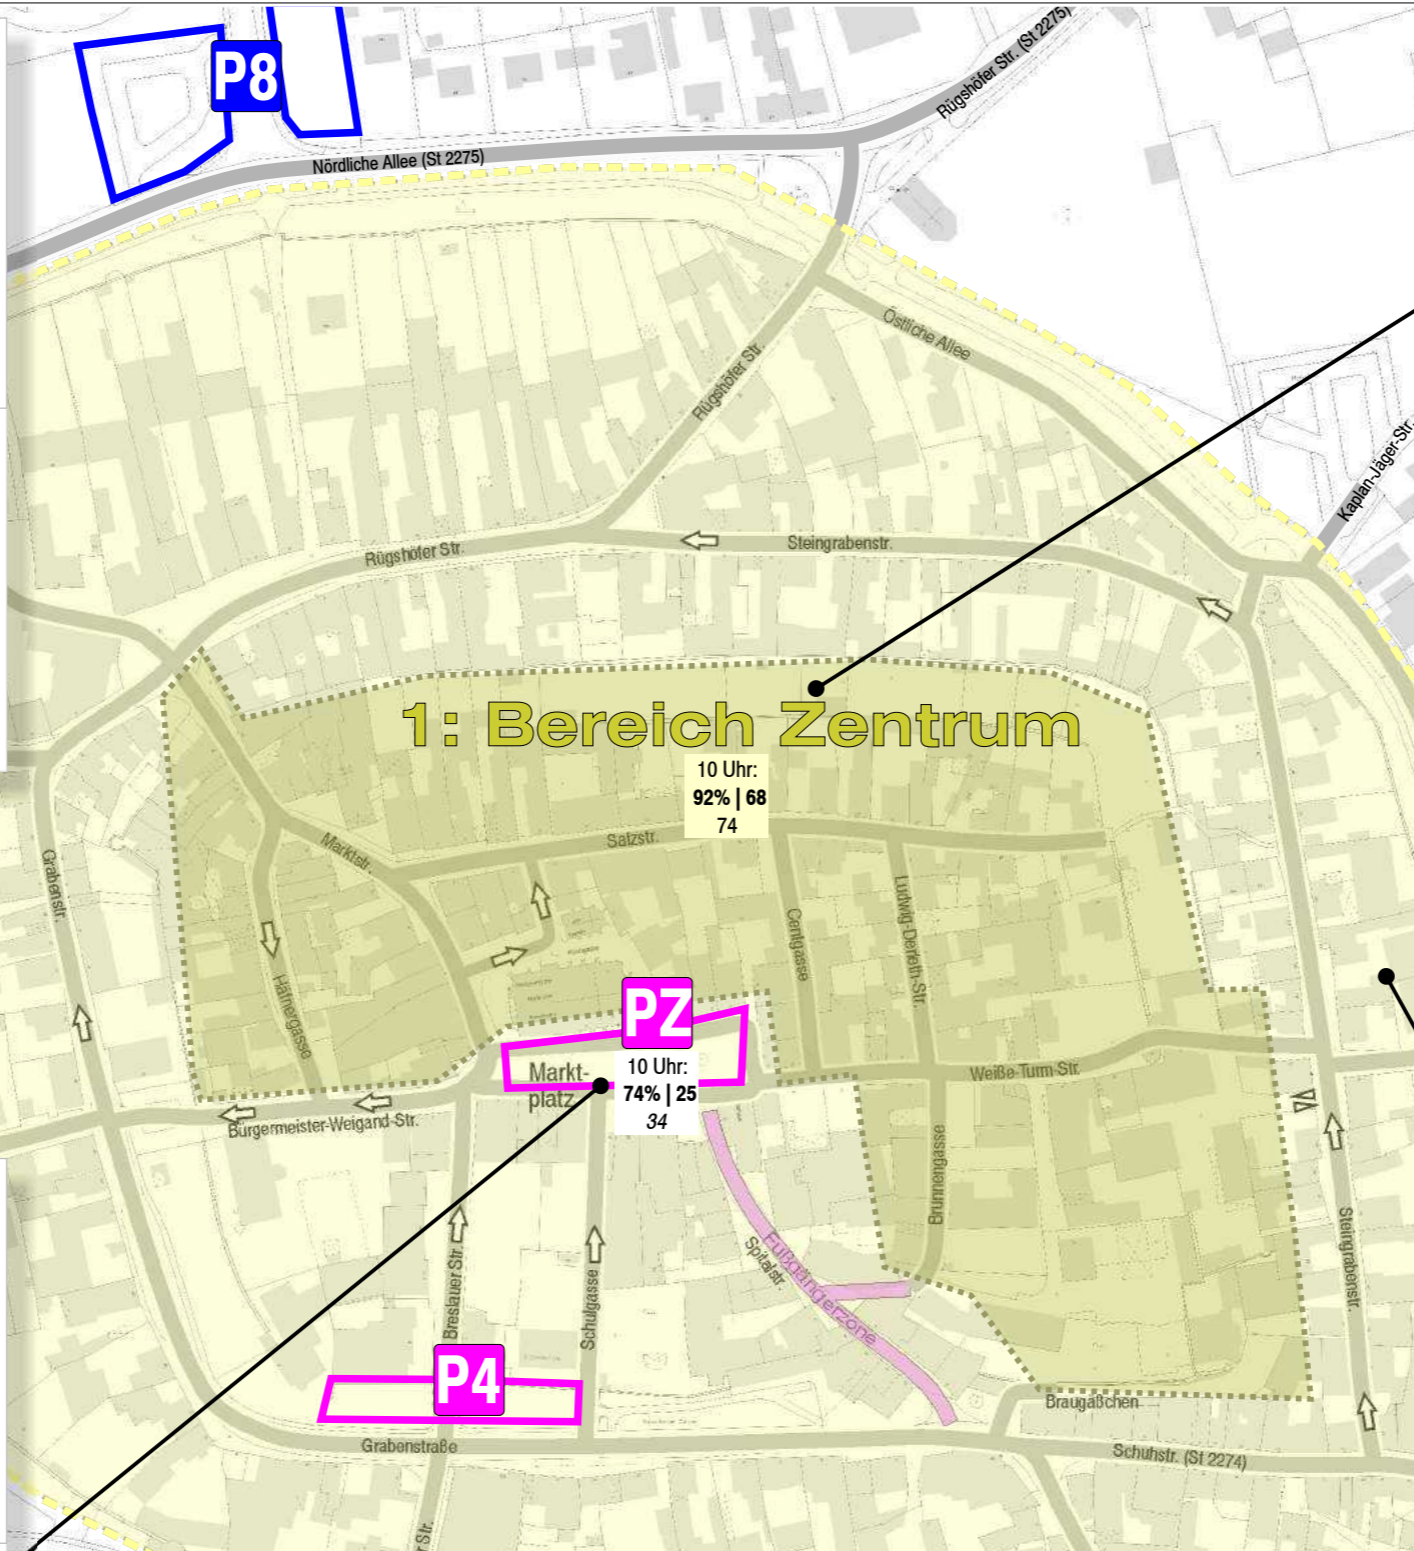 P8
Rügshöfer Str. (St 2275)
Nördliche Allee (St 2275)
Östliche Allee
Rügshöfer Str.
Kaplan-Jäger-Str.
Steingrabenstr.
Rügshöfer Str.
1: Bereich Zentrum
10 Uhr:
92% | 68
74
Salzstr.
Marktstr.
Grabenstr.
Ludwig-Derleth-Str.
Centgasse
Hafnergasse
PZ
Markt-
platz
10 Uhr:
74% | 25
34
Weiße-Turm-Str.
Bürgermeister-Weigand-Str.
Brunnengasse
Fußgängerzone
Spitalstr.
Steingrabenstr.
Breslauer Str.
Schulgasse
P4
Braugäßchen
Grabenstraße
Schuhstr. (St 2274)
r Str.